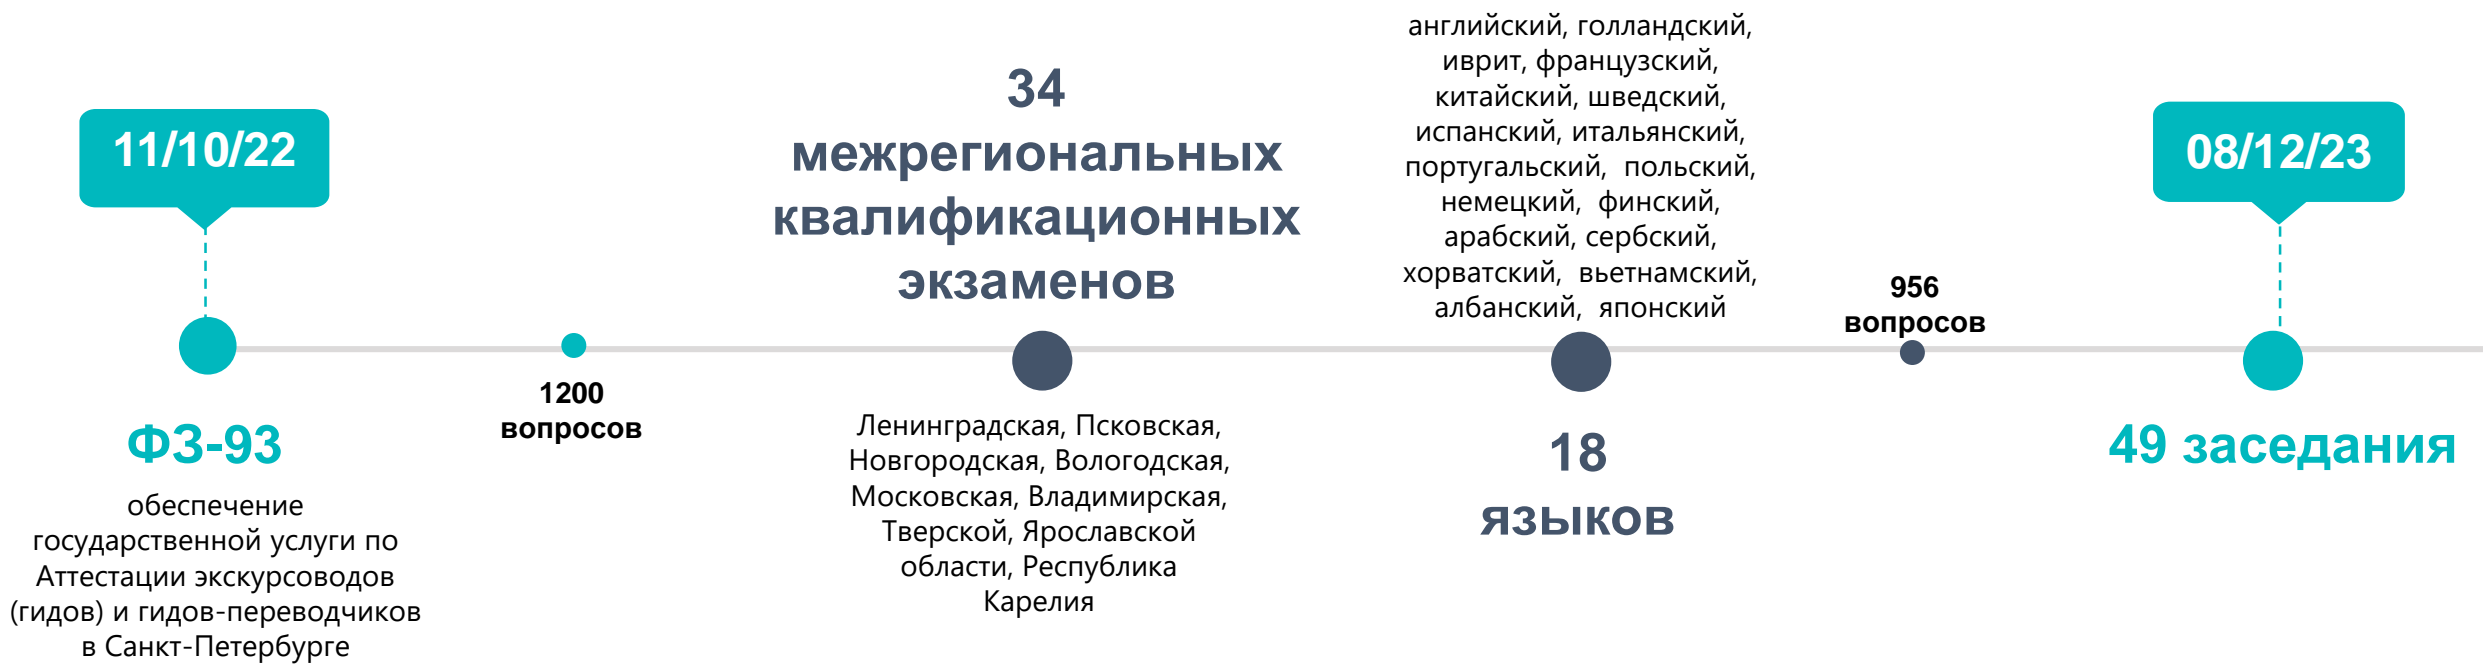 11/10/22
ФЗ-93
обеспечение
государственной услуги по
Аттестации экскурсоводов
(гидов) и гидов-переводчиков
в Санкт-Петербурге
1200
вопросов
34
межрегиональных
квалификационных
экзаменов
Ленинградская, Псковская,
Новгородская, Вологодская,
Московская, Владимирская,
Тверской, Ярославской
области, Республика
Карелия
английский, голландский,
иврит, французский,
китайский, шведский,
испанский, итальянский,
португальский, польский,
немецкий, финский,
арабский, сербский,
хорватский, вьетнамский,
албанский, японский
18
языков
956
вопросов
08/12/23
49 заседания